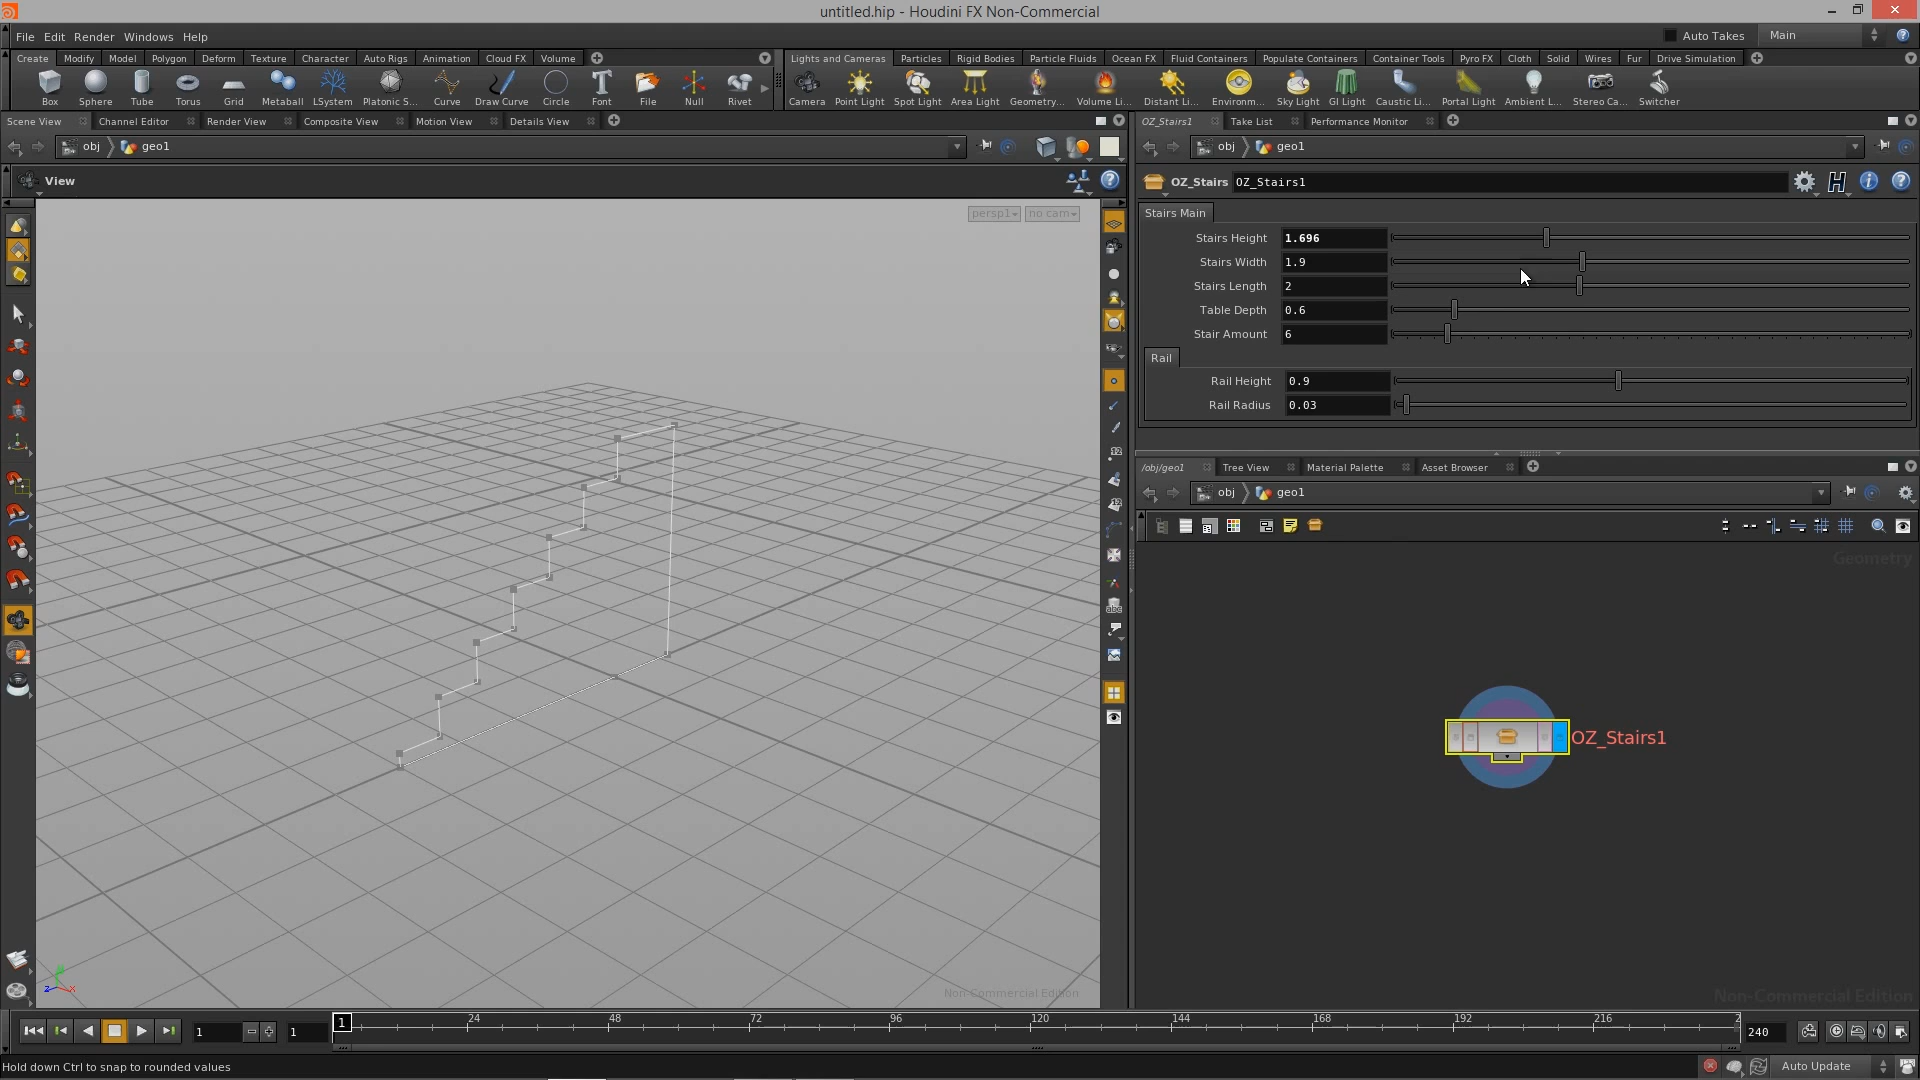 untitled.hip - Houdini FX Non-Commercial
File Edit Render Windows Help
Auto Takes Main
Create Modify Model Polygon Deform Texture Character Auto Rigs Animation Cloud FX Volume
Lights and Cameras Particles Rigid Bodies Particle Fluids Ocean FX Fluid Containers Populate Containers Container Tools Pyro FX Cloth Solid Wires Fur Drive Simulation
Box Sphere Tube Torus Grid Metaball LSystem Platonic S... Curve Draw Curve Circle Font File Null Rivet
Camera Point Light Spot Light Area Light Geometry... Volume Li... Distant Li... Environm... Sky Light GI Light Caustic Li... Portal Light Ambient L... Stereo Ca... Switcher
Scene View Channel Editor Render View Composite View Motion View Details View
OZ_Stairs1 Take List Performance Monitor
obj geo1
obj geo1
View
OZ_Stairs OZ_Stairs1
persp1 no cam
Stairs Main
Stairs Height 1.696
Stairs Width 1.9
Stairs Length 2
Table Depth 0.6
Stair Amount 6
Rail
Rail Height 0.9
Rail Radius 0.03
/obj/geo1 Tree View Material Palette Asset Browser
obj geo1
Geometry
OZ_Stairs1
Non-Commercial Edition
Non-Commercial Edition
1 1 1 24 48 72 96 120 144 168 192 216 2 240
Hold down Ctrl to snap to rounded values
Auto Update